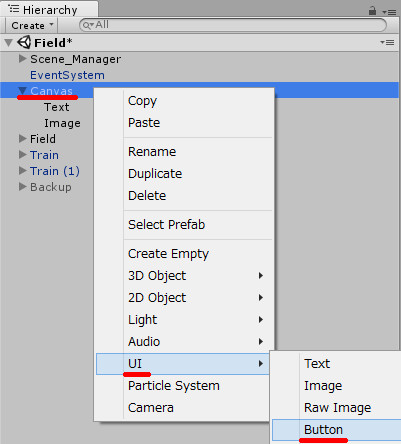 Hierarchy
Create
All
Field*
Scene_Manager
EventSystem
Canvas
Text
Image
Field
Train
Train (1)
Backup
Copy
Paste
Rename
Duplicate
Delete
Select Prefab
Create Empty
3D Object
2D Object
Light
Audio
UI
Particle System
Camera
Text
Image
Raw Image
Button